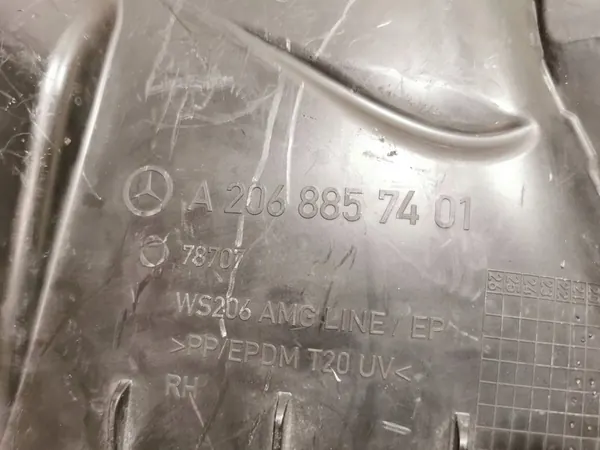 A 206 885 74 01
78707
WS206 AMG LINE / EP
>PP/EPDM T20 UV<
RH